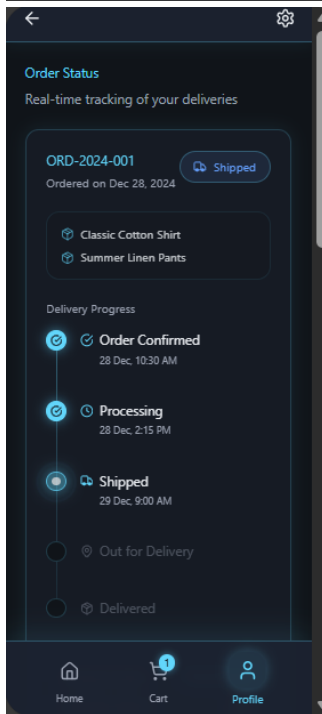 Order Status
Real-time tracking of your deliveries
ORD-2024-001
Shipped
Ordered on Dec 28, 2024
Classic Cotton Shirt
Summer Linen Pants
Delivery Progress
Order Confirmed
28 Dec, 10:30 AM
Processing
28 Dec, 2:15 PM
Shipped
29 Dec, 9:00 AM
Out for Delivery
Delivered
1
Home
Cart
Profile